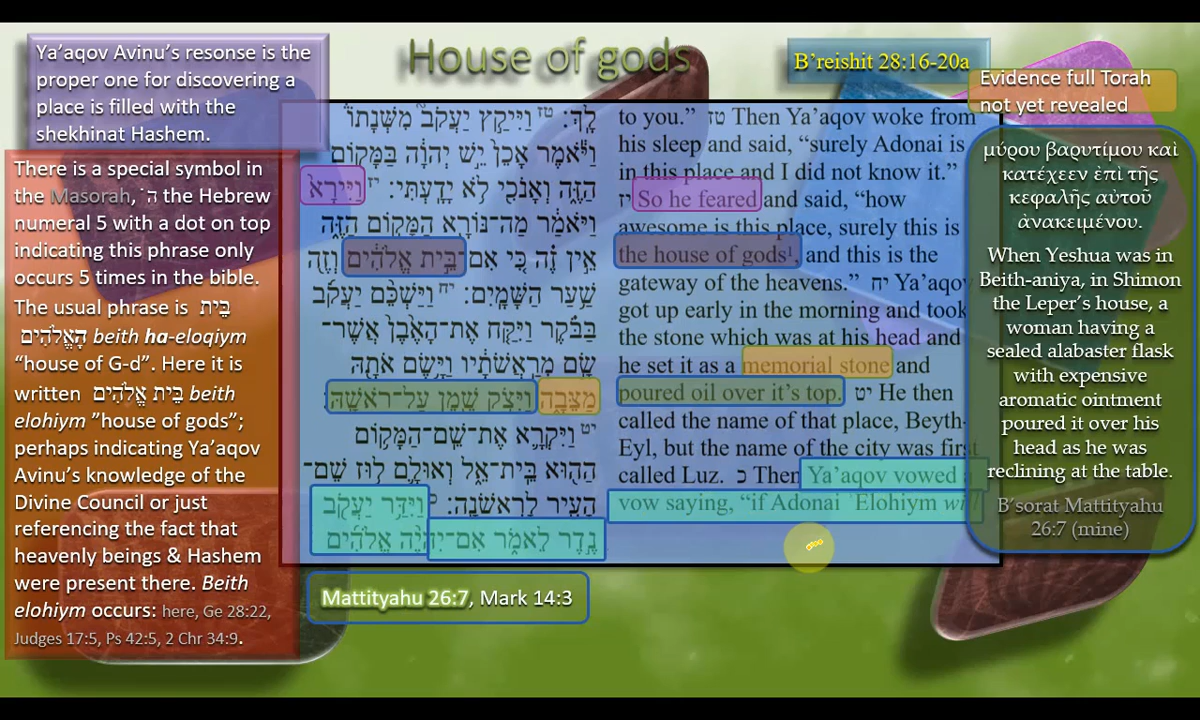 House of gods
B'reishit 28:16-20a
Ya'aqov Avinu's resonse is the
proper one for discovering a
place is filled with the
shekhinat Hashem.
There is a special symbol in
the Masorah, הׄ the Hebrew
numeral 5 with a dot on top
indicating this phrase only
occurs 5 times in the bible.
The usual phrase is בֵּית
הָאֱלֹהִים beith ha-eloqiym
"house of G-d". Here it is
written בֵּית אֱלֹהִים beith
elohiym "house of gods";
perhaps indicating Ya'aqov
Avinu's knowledge of the
Divine Council or just
referencing the fact that
heavenly beings & Hashem
were present there. Beith
elohiym occurs: here, Ge 28:22,
Judges 17:5, Ps 42:5, 2 Chr 34:9.
לָךְ׃ טז וַיִּיקַץ יַעֲקֹב מִשְּׁנָתוֹ
וַיֹּאמֶר אָכֵן יֵשׁ יְהוָה בַּמָּקוֹם
הַזֶּה וְאָנֹכִי לֹא יָדָעְתִּי׃ יז וַיִּירָא
וַיֹּאמַר מַה־נּוֹרָא הַמָּקוֹם הַזֶּה
אֵין זֶה כִּי אִם־בֵּית אֱלֹהִים וְזֶה
שַׁעַר הַשָּׁמָיִם׃ יח וַיַּשְׁכֵּם יַעֲקֹב
בַּבֹּקֶר וַיִּקַּח אֶת־הָאֶבֶן אֲשֶׁר־
שָׂם מְרַאֲשֹׁתָיו וַיָּשֶׂם אֹתָהּ
מַצֵּבָה וַיִּצֹק שֶׁמֶן עַל־רֹאשָׁהּ׃
יט וַיִּקְרָא אֶת־שֵׁם־הַמָּקוֹם
הַהוּא בֵּית־אֵל וְאוּלָם לוּז שֵׁם־
הָעִיר לָרִאשֹׁנָה׃ כ וַיִּדַּר יַעֲקֹב
נֶדֶר לֵאמֹר אִם־יִהְיֶה אֱלֹהִים
to you." טז Then Ya'aqov woke from
his sleep and said, "surely Adonai is
in this place and I did not know it."
יז So he feared and said, "how
awesome is this place, surely this is
the house of gods¹, and this is the
gateway of the heavens." יח Ya'aqov
got up early in the morning and took
the stone which was at his head and
he set it as a memorial stone and
poured oil over it's top. יט He then
called the name of that place, Beyth-
Eyl, but the name of the city was first
called Luz. כ Then Ya'aqov vowed a
vow saying, "if Adonai Elohiym will
Mattityahu 26:7, Mark 14:3
Evidence full Torah
not yet revealed
μύρου βαρυτίμου καὶ
κατέχεεν ἐπὶ τῆς
κεφαλῆς αὐτοῦ
ἀνακειμένου.
When Yeshua was in
Beith-aniya, in Shimon
the Leper's house, a
woman having a
sealed alabaster flask
with expensive
aromatic ointment
poured it over his
head as he was
reclining at the table.
B'sorat Mattityahu
26:7 (mine)